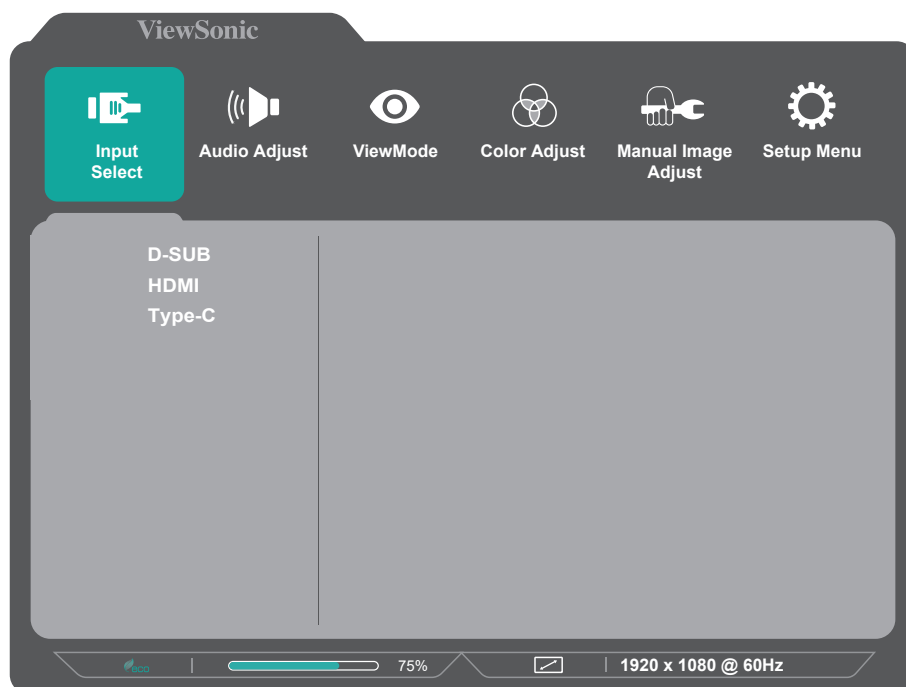 ViewSonic
Input
Select
Audio Adjust
ViewMode
Color Adjust
Manual Image
Adjust
Setup Menu
D-SUB
HDMI
Type-C
ECO
75%
1920 x 1080 @ 60Hz